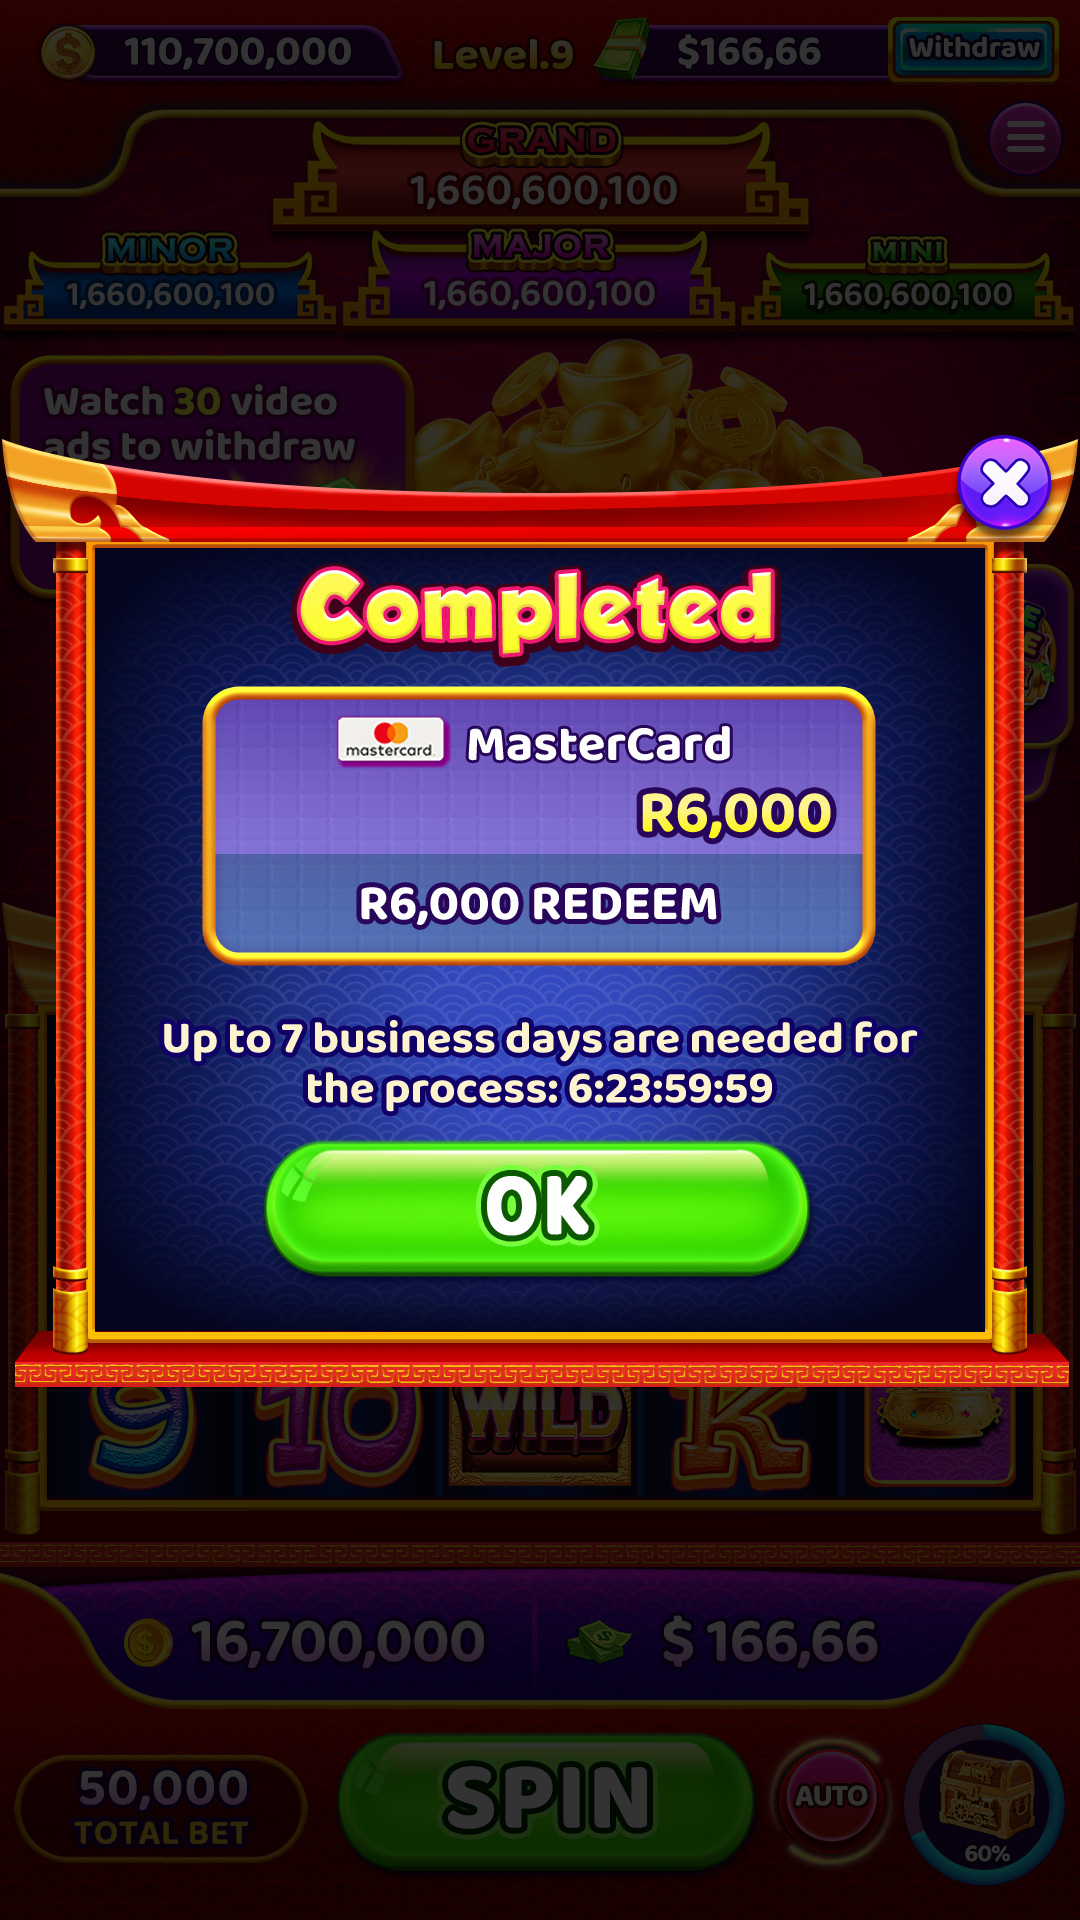 110,700,000
Level.9
$166,66
Withdraw
GRAND
1,660,600,100
MINOR
1,660,600,100
MAJOR
1,660,600,100
MINI
1,660,600,100
Watch 30 video
ads to withdraw
Completed
mastercard.
MasterCard
R6,000
R6,000 REDEEM
Up to 7 business days are needed for
the process: 6:23:59:59
OK
9
10
WILD
K
16,700,000
$ 166,66
50,000
TOTAL BET
SPIN
AUTO
60%